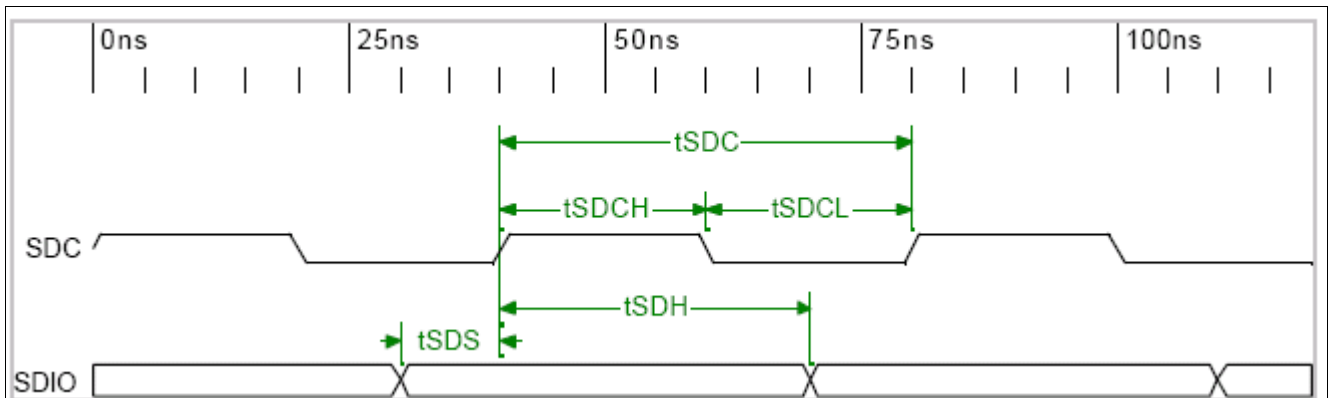 0ns 25ns 50ns 75ns 100ns
tSDC
tSDCH tSDCL
SDC
tSDH
tSDS
SDIO